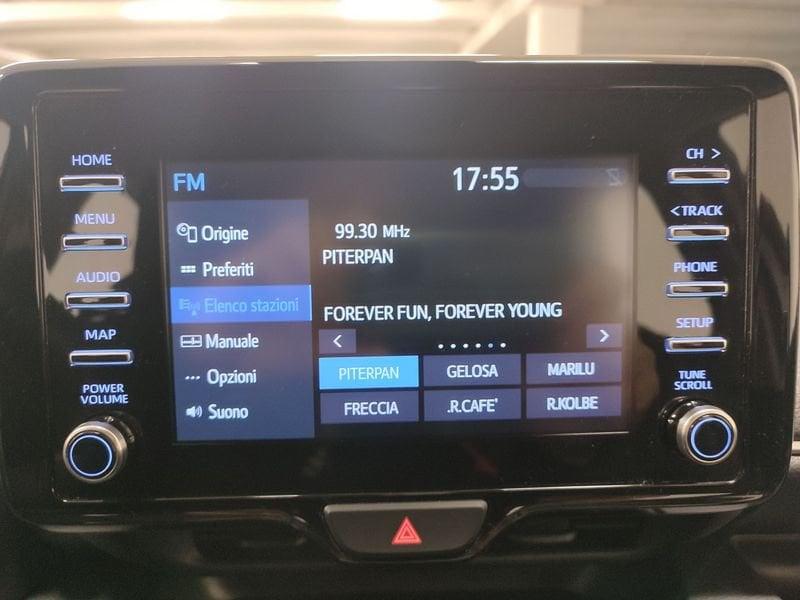 HOME
MENU
AUDIO
MAP
POWER
VOLUME
FM
17:55
Origine
Preferiti
Elenco stazioni
Manuale
Opzioni
Suono
99.30 MHz
PITERPAN
FOREVER FUN, FOREVER YOUNG
<
>
PITERPAN
GELOSA
MARILU
FRECCIA
.R.CAFE'
R.KOLBE
CH >
<TRACK
PHONE
SETUP
TUNE
SCROLL